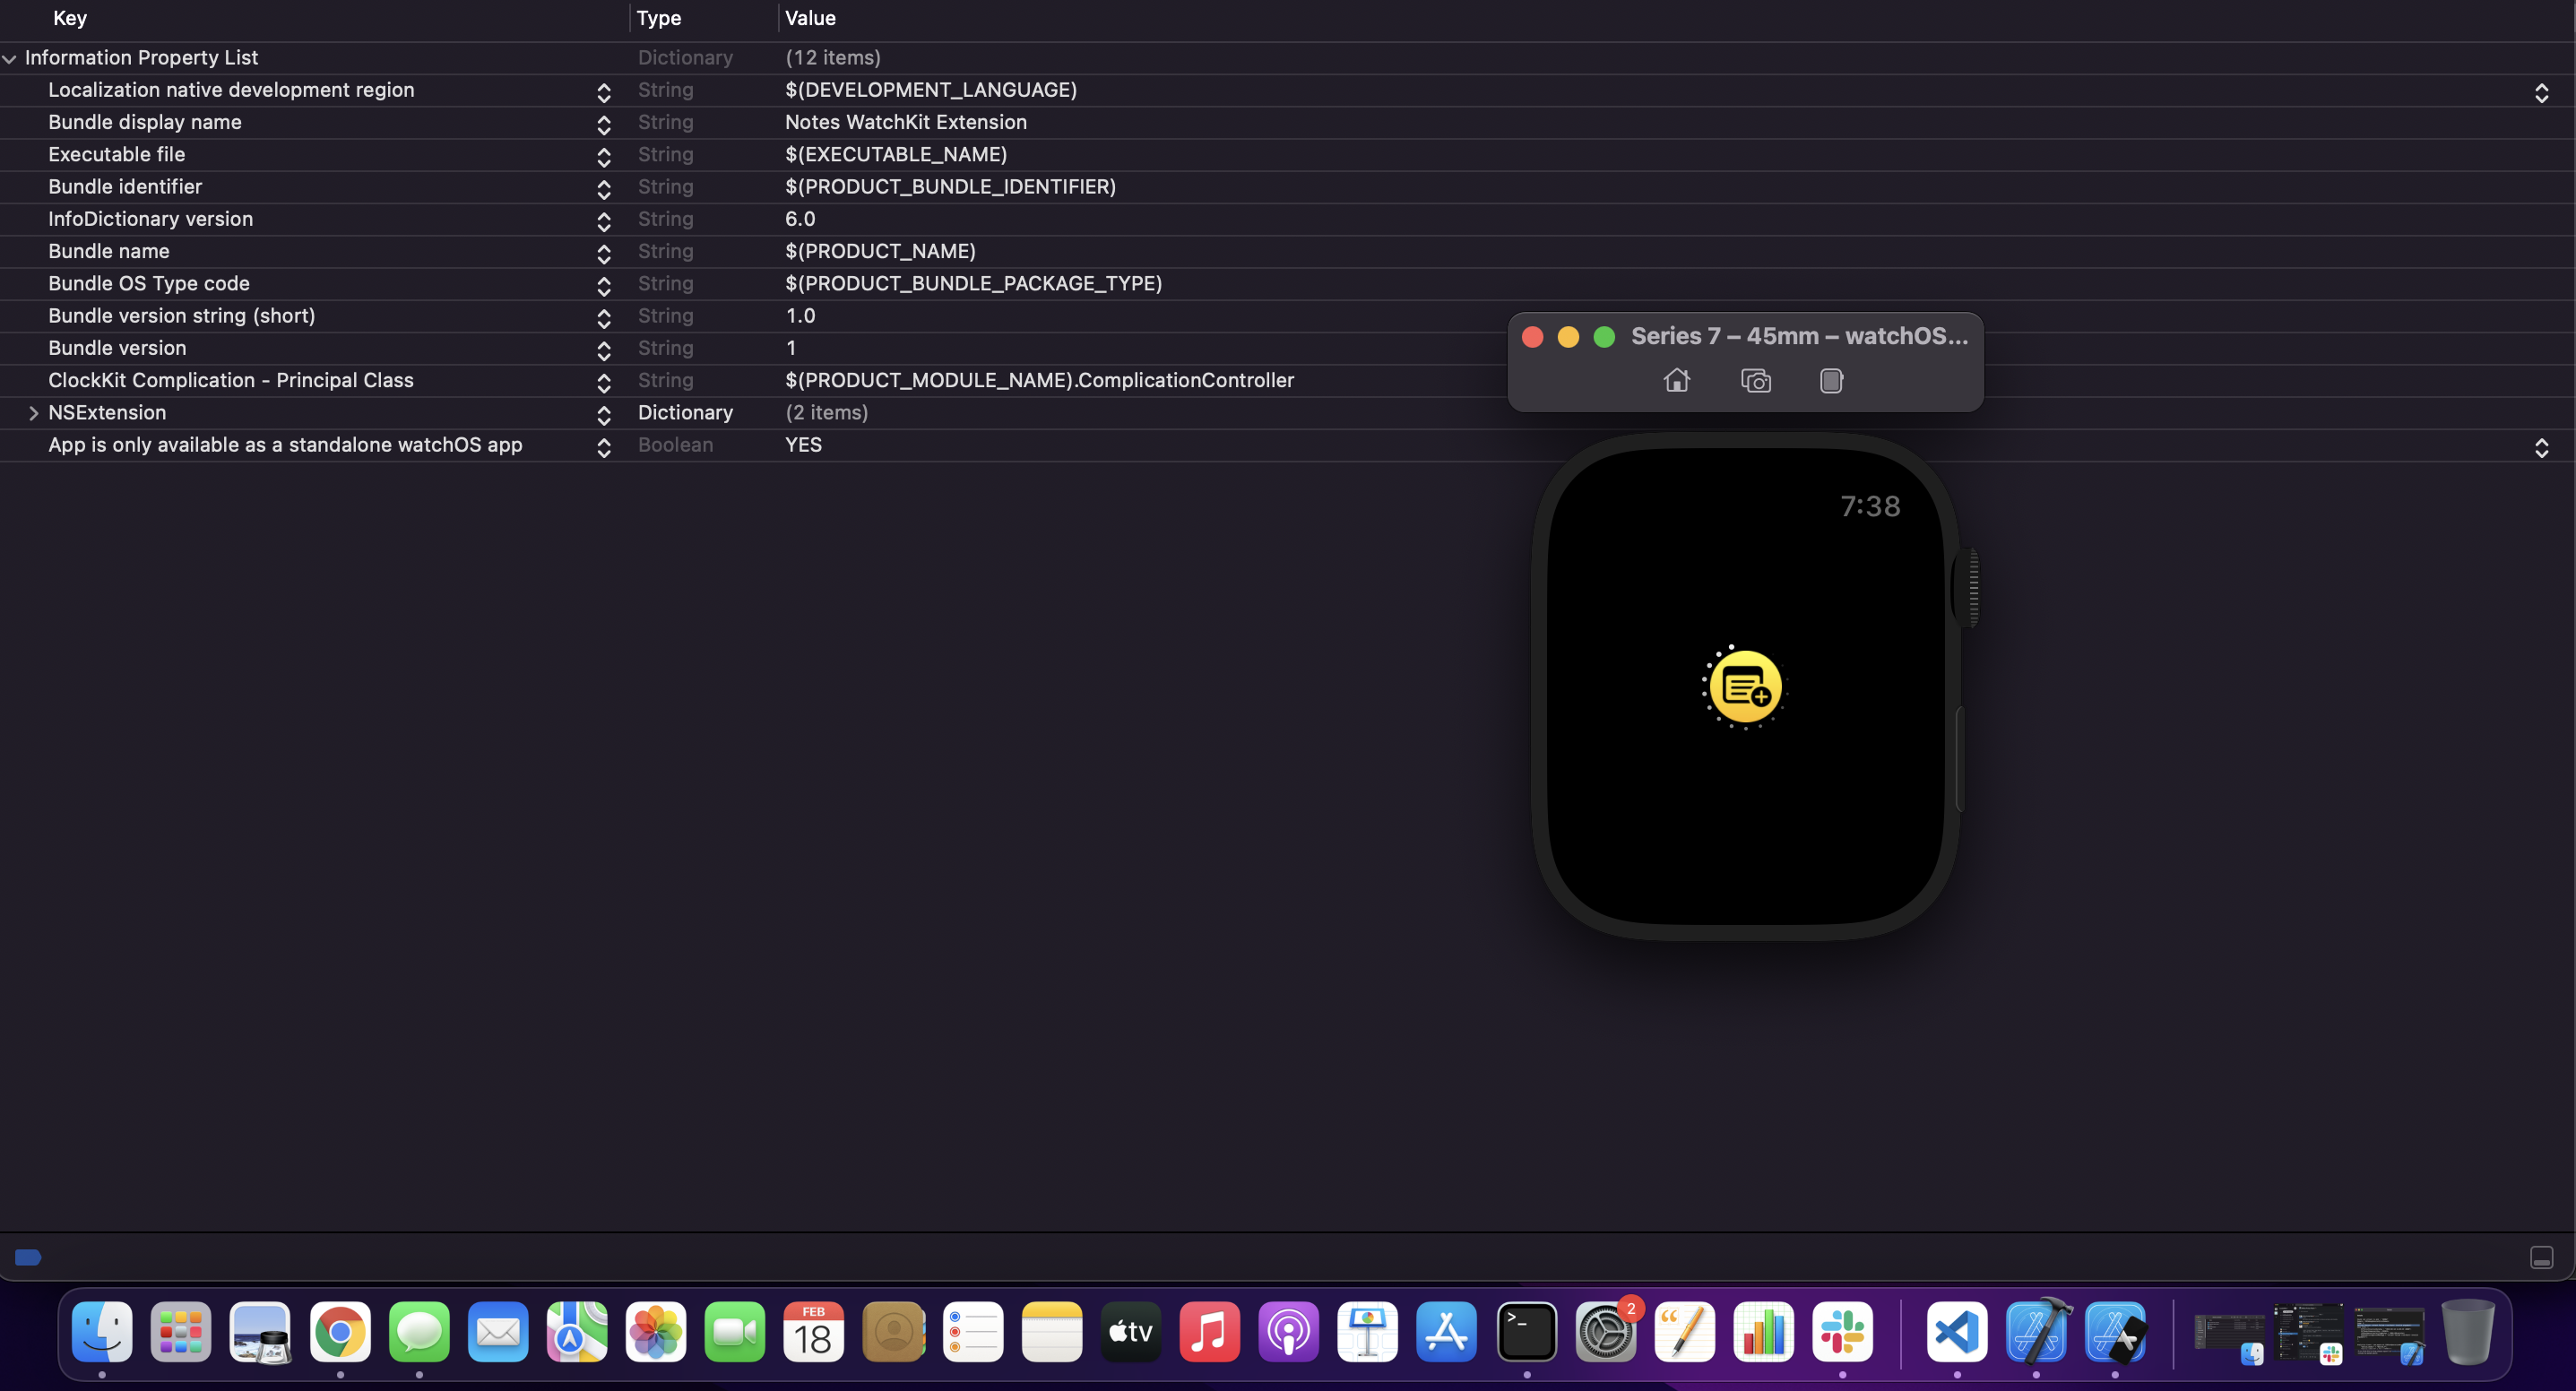 Key Type Value
Information Property List Dictionary (12 items)
Localization native development region String $(DEVELOPMENT_LANGUAGE)
Bundle display name String Notes WatchKit Extension
Executable file String $(EXECUTABLE_NAME)
Bundle identifier String $(PRODUCT_BUNDLE_IDENTIFIER)
InfoDictionary version String 6.0
Bundle name String $(PRODUCT_NAME)
Bundle OS Type code String $(PRODUCT_BUNDLE_PACKAGE_TYPE)
Bundle version string (short) String 1.0
Bundle version String 1
ClockKit Complication - Principal Class String $(PRODUCT_MODULE_NAME).ComplicationController
NSExtension Dictionary (2 items)
App is only available as a standalone watchOS app Boolean YES
Series 7 – 45mm – watchOS...
7:38
FEB
18
tv
>_
2